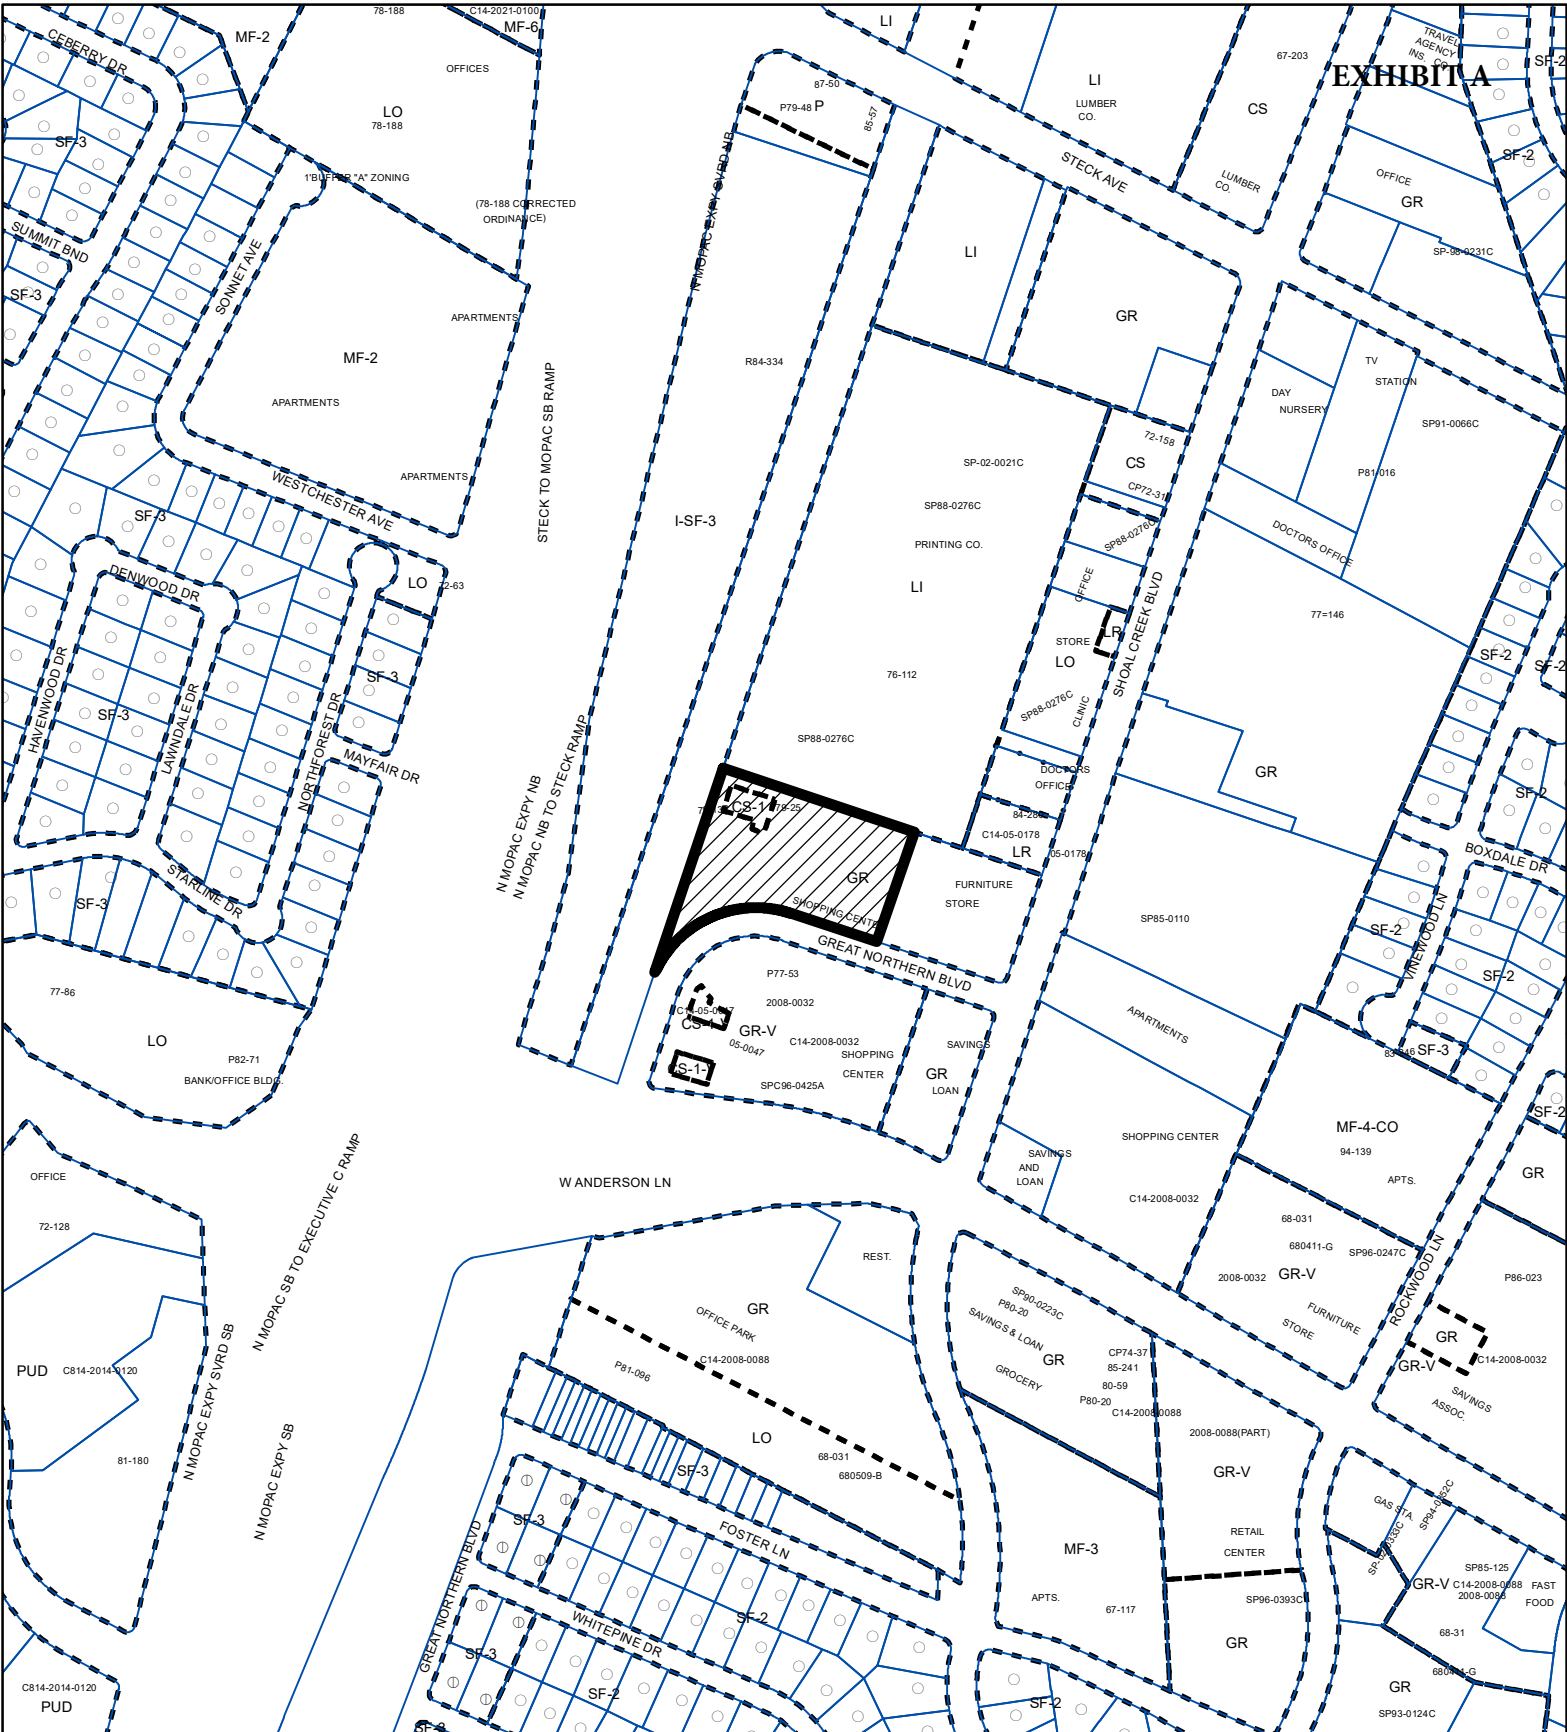 78-188
C14-2021-0100
MF-2
MF-6
CEBERRY DR
OFFICES
LO
78-188
SF-3
1'BUFFER "A" ZONING
(78-188 CORRECTED
ORDINANCE)
SUMMIT BND
SONNET AVE
SF-3
APARTMENTS
MF-2
APARTMENTS
APARTMENTS
WESTCHESTER AVE
STECK TO MOPAC SB RAMP
SF-3
DENWOOD DR
LO
72-63
HAVENWOOD DR
LAWNDALE DR
NORTHFOREST DR
SF-3
SF-3
MAYFAIR DR
STARLINE DR
SF-3
77-86
LO
P82-71
BANK/OFFICE BLDG.
LI
87-50
P79-48
P
85-57
N MOPAC EXPY SVRD NB
LI
LUMBER
CO.
67-203
CS
LUMBER
CO.
STECK AVE
EXHIBIT A
TRAVEL
AGENCY
INS. CO.
SF-2
SF-2
OFFICE
GR
SP-98-0231C
LI
GR
R84-334
TV
STATION
DAY
NURSERY
SP91-0066C
P81-016
72-158
CS
CP72-31
SP-02-0021C
SP88-0276C
SP88-0276C
I-SF-3
PRINTING CO.
LI
DOCTORS OFFICE
OFFICE
SHOAL CREEK BLVD
77=146
LR
STORE
LO
76-112
SP88-0276C
CLINIC
SF-2
SF-2
SP88-0276C
DOCTORS
OFFICE
GR
N MOPAC EXPY NB
N MOPAC NB TO STECK RAMP
CS-1
79-25
C14-05-0178
LR
05-0178
SF-2
BOXDALE DR
GR
SHOPPING CENTER
FURNITURE
STORE
SP85-0110
SF-2
VINEWOOD LN
SF-2
GREAT NORTHERN BLVD
P77-53
2008-0032
GR-V
C14-2008-0032
05-0047
SHOPPING
CENTER
SPC96-0425A
SAVINGS
GR
LOAN
APARTMENTS
SF-3
SF-2
MF-4-CO
94-139
APTS.
GR
OFFICE
72-128
N MOPAC SB TO EXECUTIVE C RAMP
W ANDERSON LN
SAVINGS
AND
LOAN
SHOPPING CENTER
C14-2008-0032
68-031
680411-G
SP96-0247C
2008-0032
GR-V
FURNITURE
STORE
ROCKWOOD LN
P86-023
GR
GR-V
C14-2008-0032
SAVINGS
ASSOC.
REST.
GR
OFFICE PARK
C14-2008-0088
P81-096
LO
68-031
680509-B
SP90-0223C
P80-20
SAVINGS & LOAN
GR
GROCERY
CP74-37
85-241
80-59
P80-20
C14-2008-0088
2008-0088(PART)
GR-V
PUD
C814-2014-0120
N MOPAC EXPY SVRD SB
81-180
N MOPAC EXPY SB
SF-3
FOSTER LN
SF-3
GREAT NORTHERN BLVD
WHITEPINE DR
SF-2
SF-3
SF-2
SF-3
MF-3
APTS.
67-117
RETAIL
CENTER
SP96-0393C
GR
GAS STA.
SP85-125
GR-V
C14-2008-0088
2008-0088
FAST
FOOD
68-31
GR
SP93-0124C
SF-2
C814-2014-0120
PUD